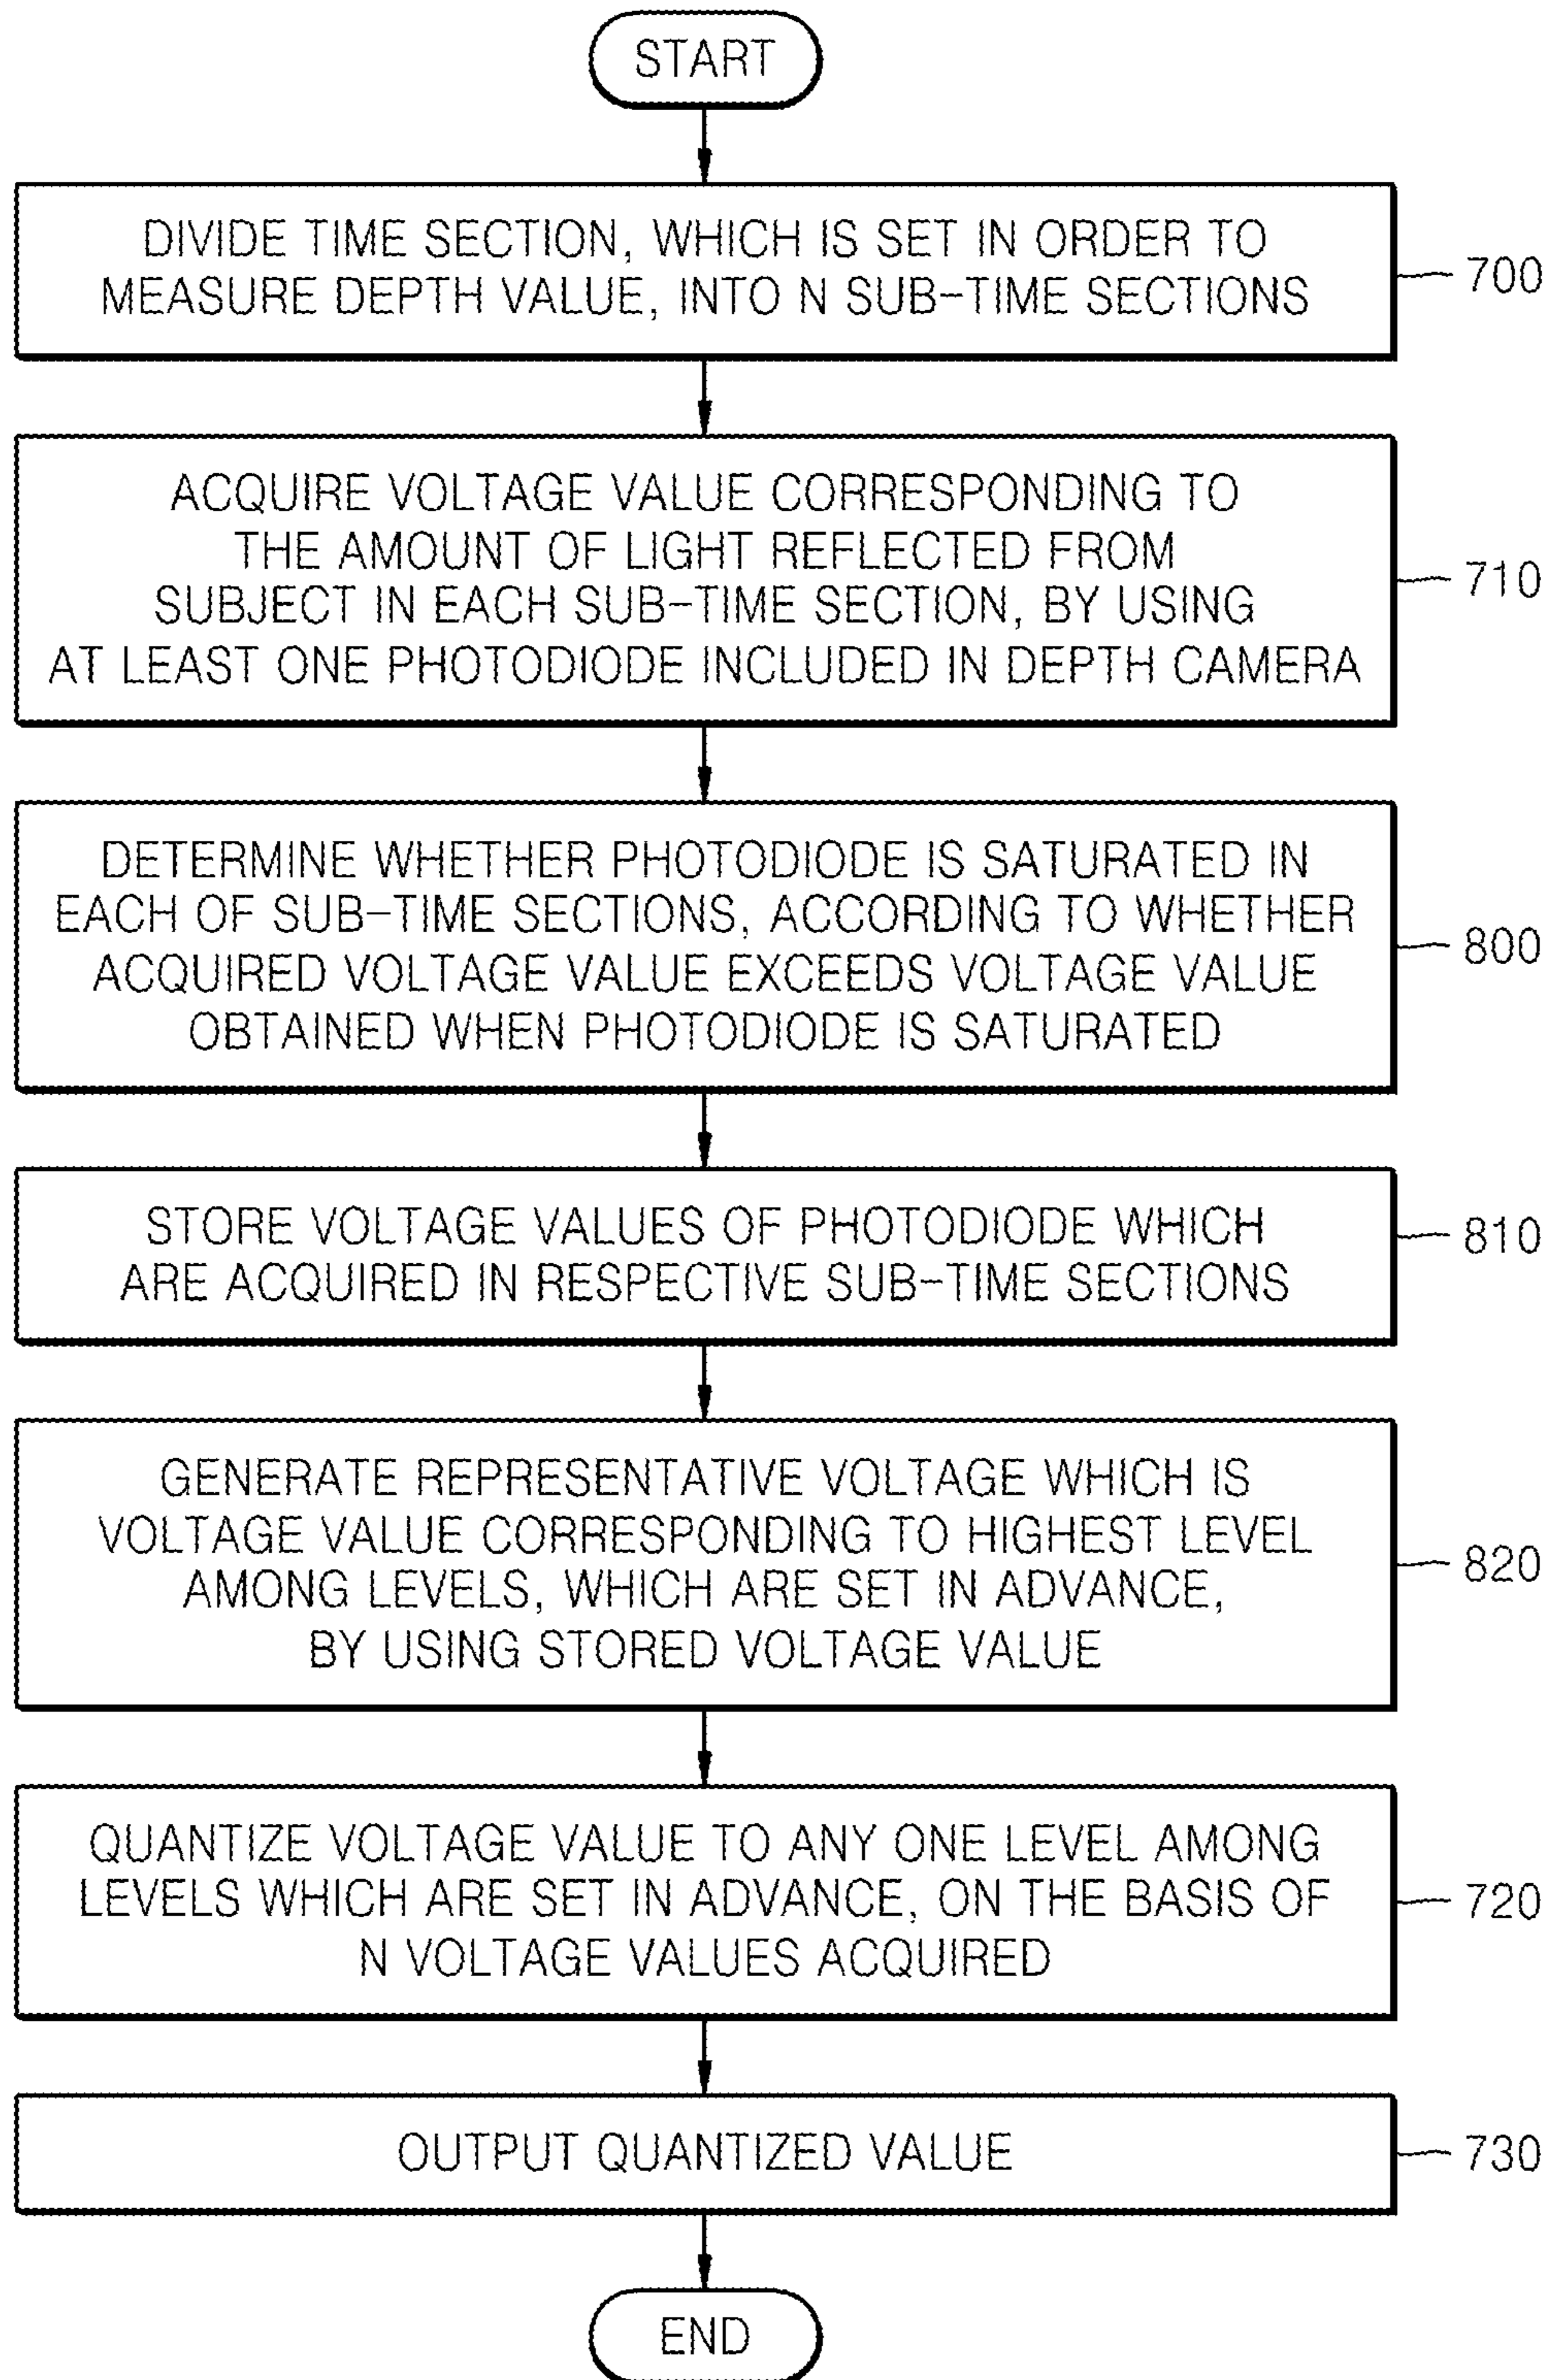 START
DIVIDE TIME SECTION, WHICH IS SET IN ORDER TO
MEASURE DEPTH VALUE, INTO N SUB-TIME SECTIONS
700
ACQUIRE VOLTAGE VALUE CORRESPONDING TO
THE AMOUNT OF LIGHT REFLECTED FROM
SUBJECT IN EACH SUB-TIME SECTION, BY USING
AT LEAST ONE PHOTODIODE INCLUDED IN DEPTH CAMERA
710
DETERMINE WHETHER PHOTODIODE IS SATURATED IN
EACH OF SUB-TIME SECTIONS, ACCORDING TO WHETHER
ACQUIRED VOLTAGE VALUE EXCEEDS VOLTAGE VALUE
OBTAINED WHEN PHOTODIODE IS SATURATED
800
STORE VOLTAGE VALUES OF PHOTODIODE WHICH
ARE ACQUIRED IN RESPECTIVE SUB-TIME SECTIONS
810
GENERATE REPRESENTATIVE VOLTAGE WHICH IS
VOLTAGE VALUE CORRESPONDING TO HIGHEST LEVEL
AMONG LEVELS, WHICH ARE SET IN ADVANCE,
BY USING STORED VOLTAGE VALUE
820
QUANTIZE VOLTAGE VALUE TO ANY ONE LEVEL AMONG
LEVELS WHICH ARE SET IN ADVANCE, ON THE BASIS OF
N VOLTAGE VALUES ACQUIRED
720
OUTPUT QUANTIZED VALUE
730
END